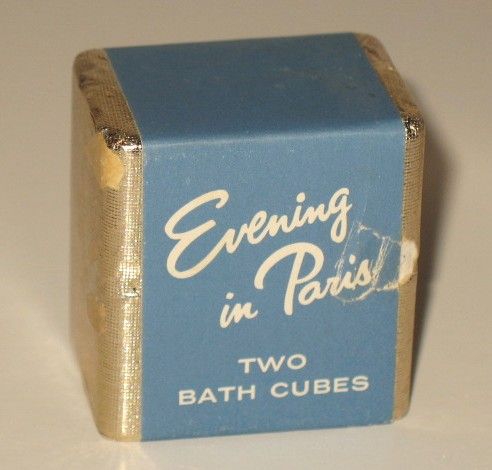 Evening
in Paris
TWO
BATH CUBES